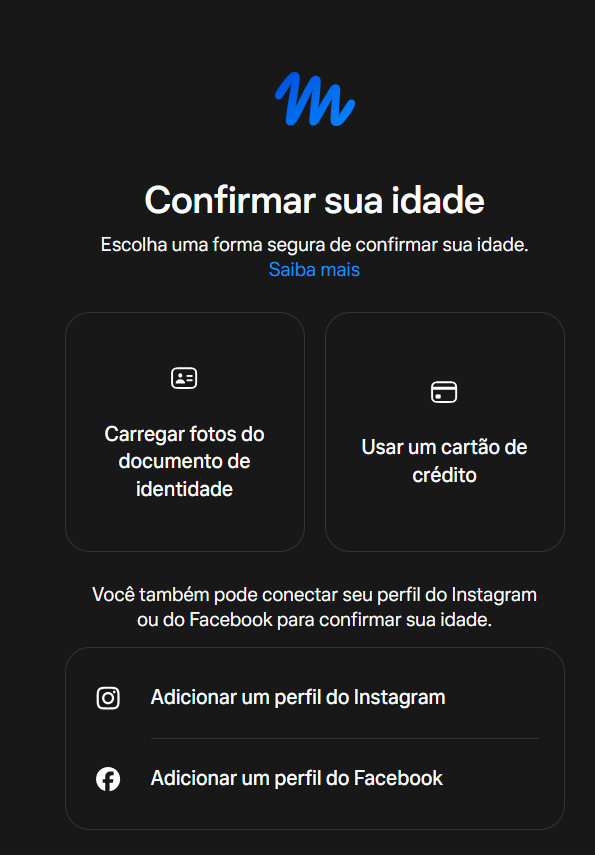 Confirmar sua idade
Escolha uma forma segura de confirmar sua idade.
Saiba mais
Carregar fotos do
documento de
identidade
Usar um cartão de
crédito
Você também pode conectar seu perfil do Instagram
ou do Facebook para confirmar sua idade.
Adicionar um perfil do Instagram
Adicionar um perfil do Facebook